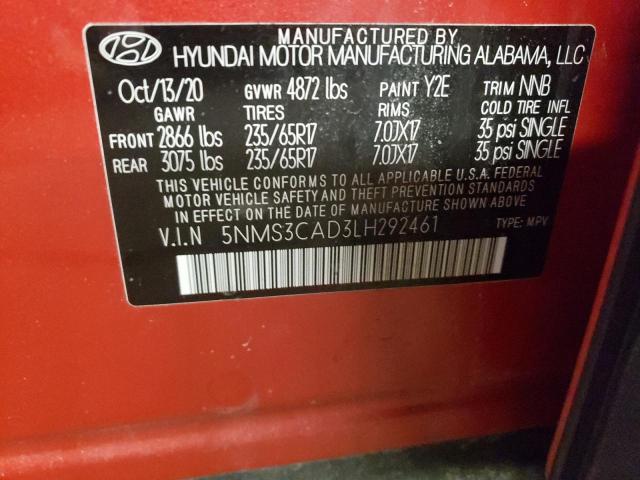 MANUFACTURED BY
HYUNDAI MOTOR MANUFACTURING ALABAMA, LLC
Oct/13/20 GVWR 4872 lbs PAINT Y2E TRIM NNB
GAWR TIRES RIMS COLD TIRE INFL
FRONT 2866 lbs 235/65R17 7.0JX17 35 psi SINGLE
REAR 3075 lbs 235/65R17 7.0JX17 35 psi SINGLE
THIS VEHICLE CONFORMS TO ALL APPLICABLE U.S.A. FEDERAL
MOTOR VEHICLE SAFETY AND THEFT PREVENTION STANDARDS
IN EFFECT ON THE DATE OF MANUFACTURE SHOWN ABOVE.
V.I.N 5NMS3CAD3LH292461 TYPE: MPV